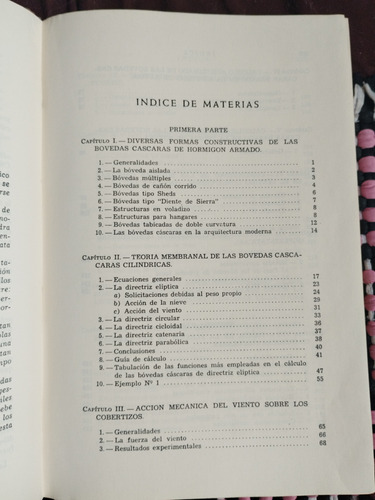 INDICE DE MATERIAS
PRIMERA PARTE
CAPÍTULO I. — DIVERSAS FORMAS CONSTRUCTIVAS DE LAS
BOVEDAS CASCARAS DE HORMIGON ARMADO.
1. — Generalidades 1
2. — La bóveda aislada 2
3. — Bóvedas múltiples 3
4. — Bóvedas de cañón corrido 4
5. — Bóvedas tipo Sheds 6
6. — Bóvedas tipo "Diente de Sierra" 7
7. — Estructuras en voladizo 8
8. — Estructuras para hangares 8
9. — Bóvedas tabicadas de doble curvatura 12
10. — Las bóvedas cáscaras en la arquitectura moderna 14
CAPÍTULO II. — TEORIA MEMBRANAL DE LAS BOVEDAS CASCA-
CARAS CILINDRICAS.
1. — Ecuaciones generales 17
2. — La directriz elíptica 23
a) Solicitaciones debidas al peso propio 24
b) Acción de la nieve 29
c) Acción del viento 31
3. — La directriz circular 33
4. — La directriz cicloidal 36
5. — La directriz catenaria 37
6. — La directriz parabólica 38
7. — Conclusiones 40
8. — Guía de cálculo 41
9. — Tabulación de las funciones más empleadas en el cálculo
de las bóvedas cáscaras de directriz elíptica 47
10. — Ejemplo Nº 1 55
CAPÍTULO III. — ACCION MECANICA DEL VIENTO SOBRE LOS
COBERTIZOS.
1. — Generalidades 65
2. — La fuerza del viento 66
3. — Resultados experimentales 68